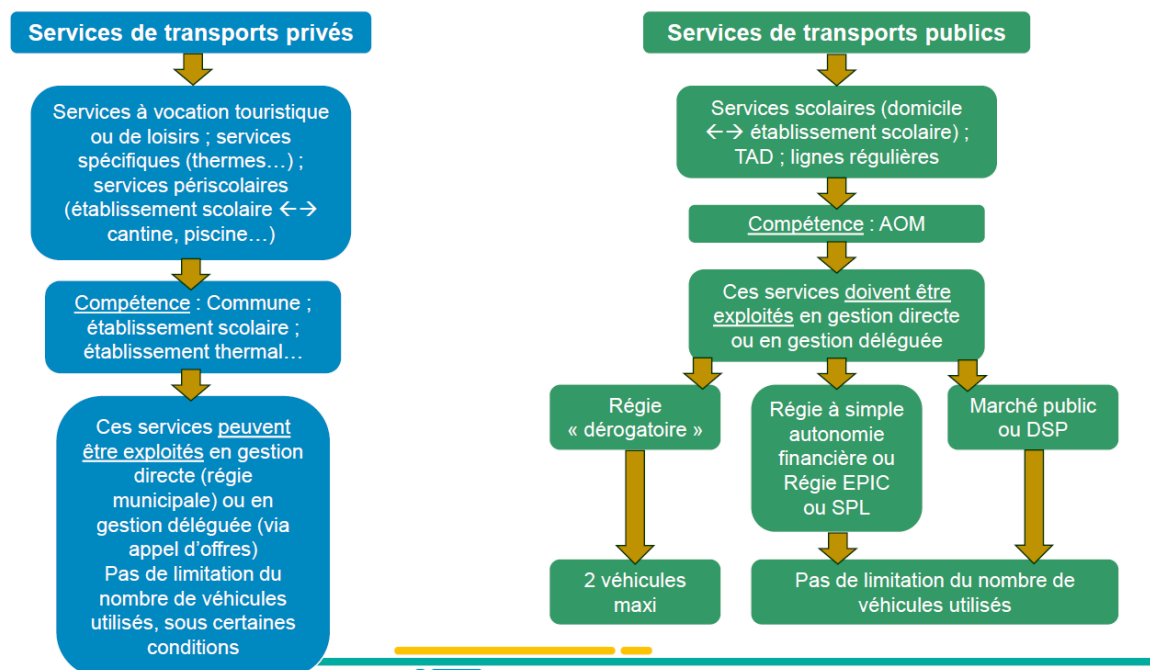 Services de transports privés
Services à vocation touristique
ou de loisirs ; services
spécifiques (thermes…) ;
services périscolaires
(établissement scolaire ←→
cantine, piscine…)
Compétence : Commune ;
établissement scolaire ;
établissement thermal…
Ces services peuvent
être exploités en gestion
directe (régie
municipale) ou en
gestion déléguée (via
appel d’offres)
Pas de limitation du
nombre de véhicules
utilisés, sous certaines
conditions
Services de transports publics
Services scolaires (domicile
←→ établissement scolaire) ;
TAD ; lignes régulières
Compétence : AOM
Ces services doivent être
exploités en gestion directe
ou en gestion déléguée
Régie
« dérogatoire »
Régie à simple
autonomie
financière ou
Régie EPIC
ou SPL
Marché public
ou DSP
2 véhicules
maxi
Pas de limitation du nombre de
véhicules utilisés